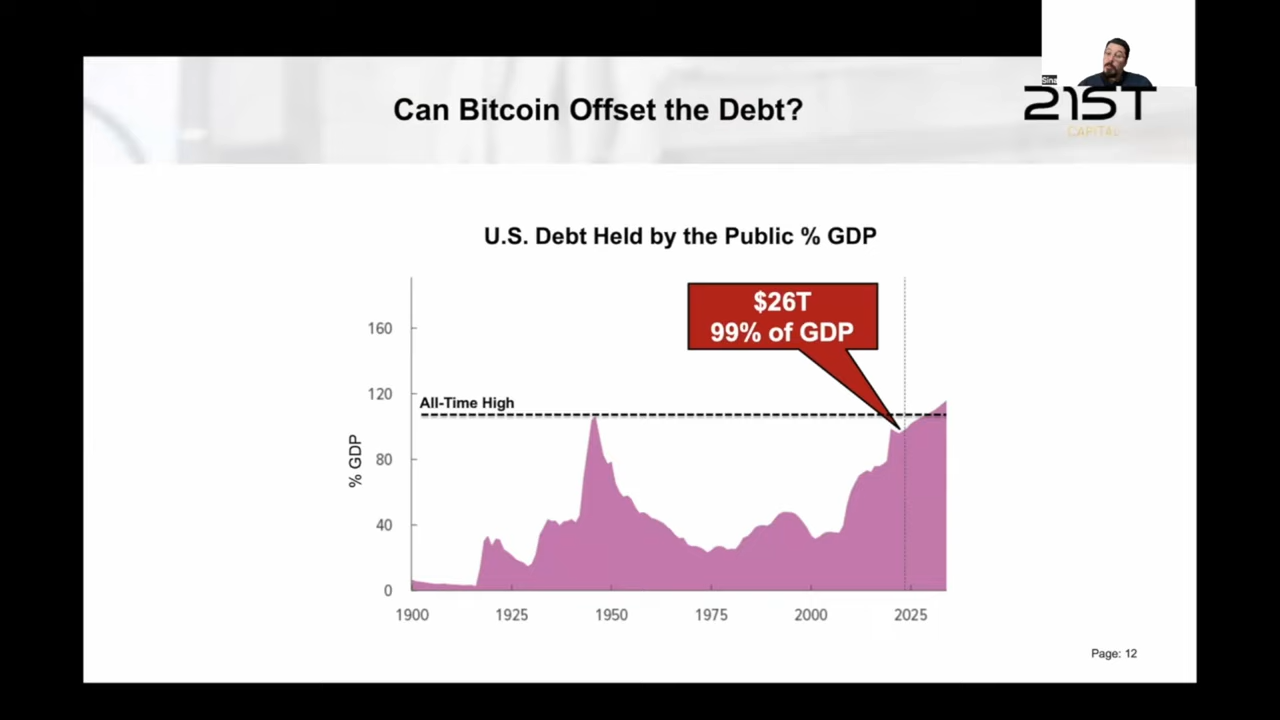 Sina
21ST
CAPITAL
Can Bitcoin Offset the Debt?
U.S. Debt Held by the Public % GDP
$26T
99% of GDP
All-Time High
% GDP
160
120
80
40
0
1900
1925
1950
1975
2000
2025
Page: 12